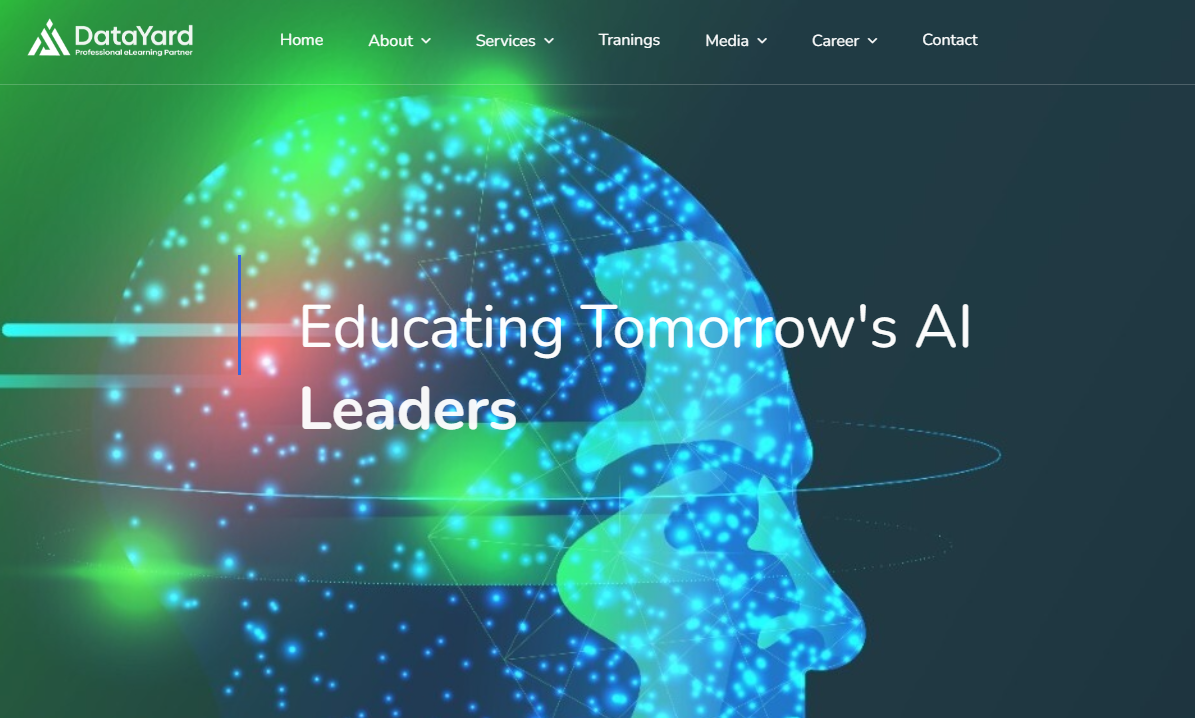 DataYard
Professional eLearning Partner
Home About Services Tranings Media Career Contact
Educating Tomorrow's AI
Leaders